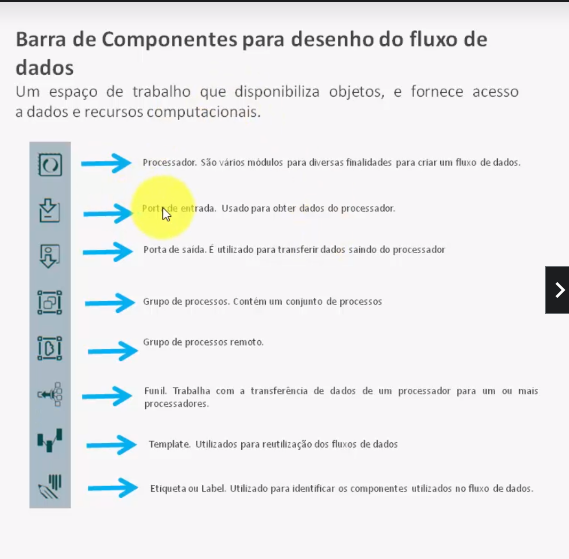 Barra de Componentes para desenho do fluxo de
dados
Um espaço de trabalho que disponibiliza objetos, e fornece acesso
a dados e recursos computacionais.
Processador. São vários módulos para diversas finalidades para criar um fluxo de dados.
Porta de entrada. Usado para obter dados do processador.
Porta de saída. É utilizado para transferir dados saindo do processador
Grupo de processos. Contém um conjunto de processos
Grupo de processos remoto.
Funil. Trabalha com a transferência de dados de um processador para um ou mais
processadores.
Template. Utilizados para reutilização dos fluxos de dados
Etiqueta ou Label. Utilizado para identificar os componentes utilizados no fluxo de dados.